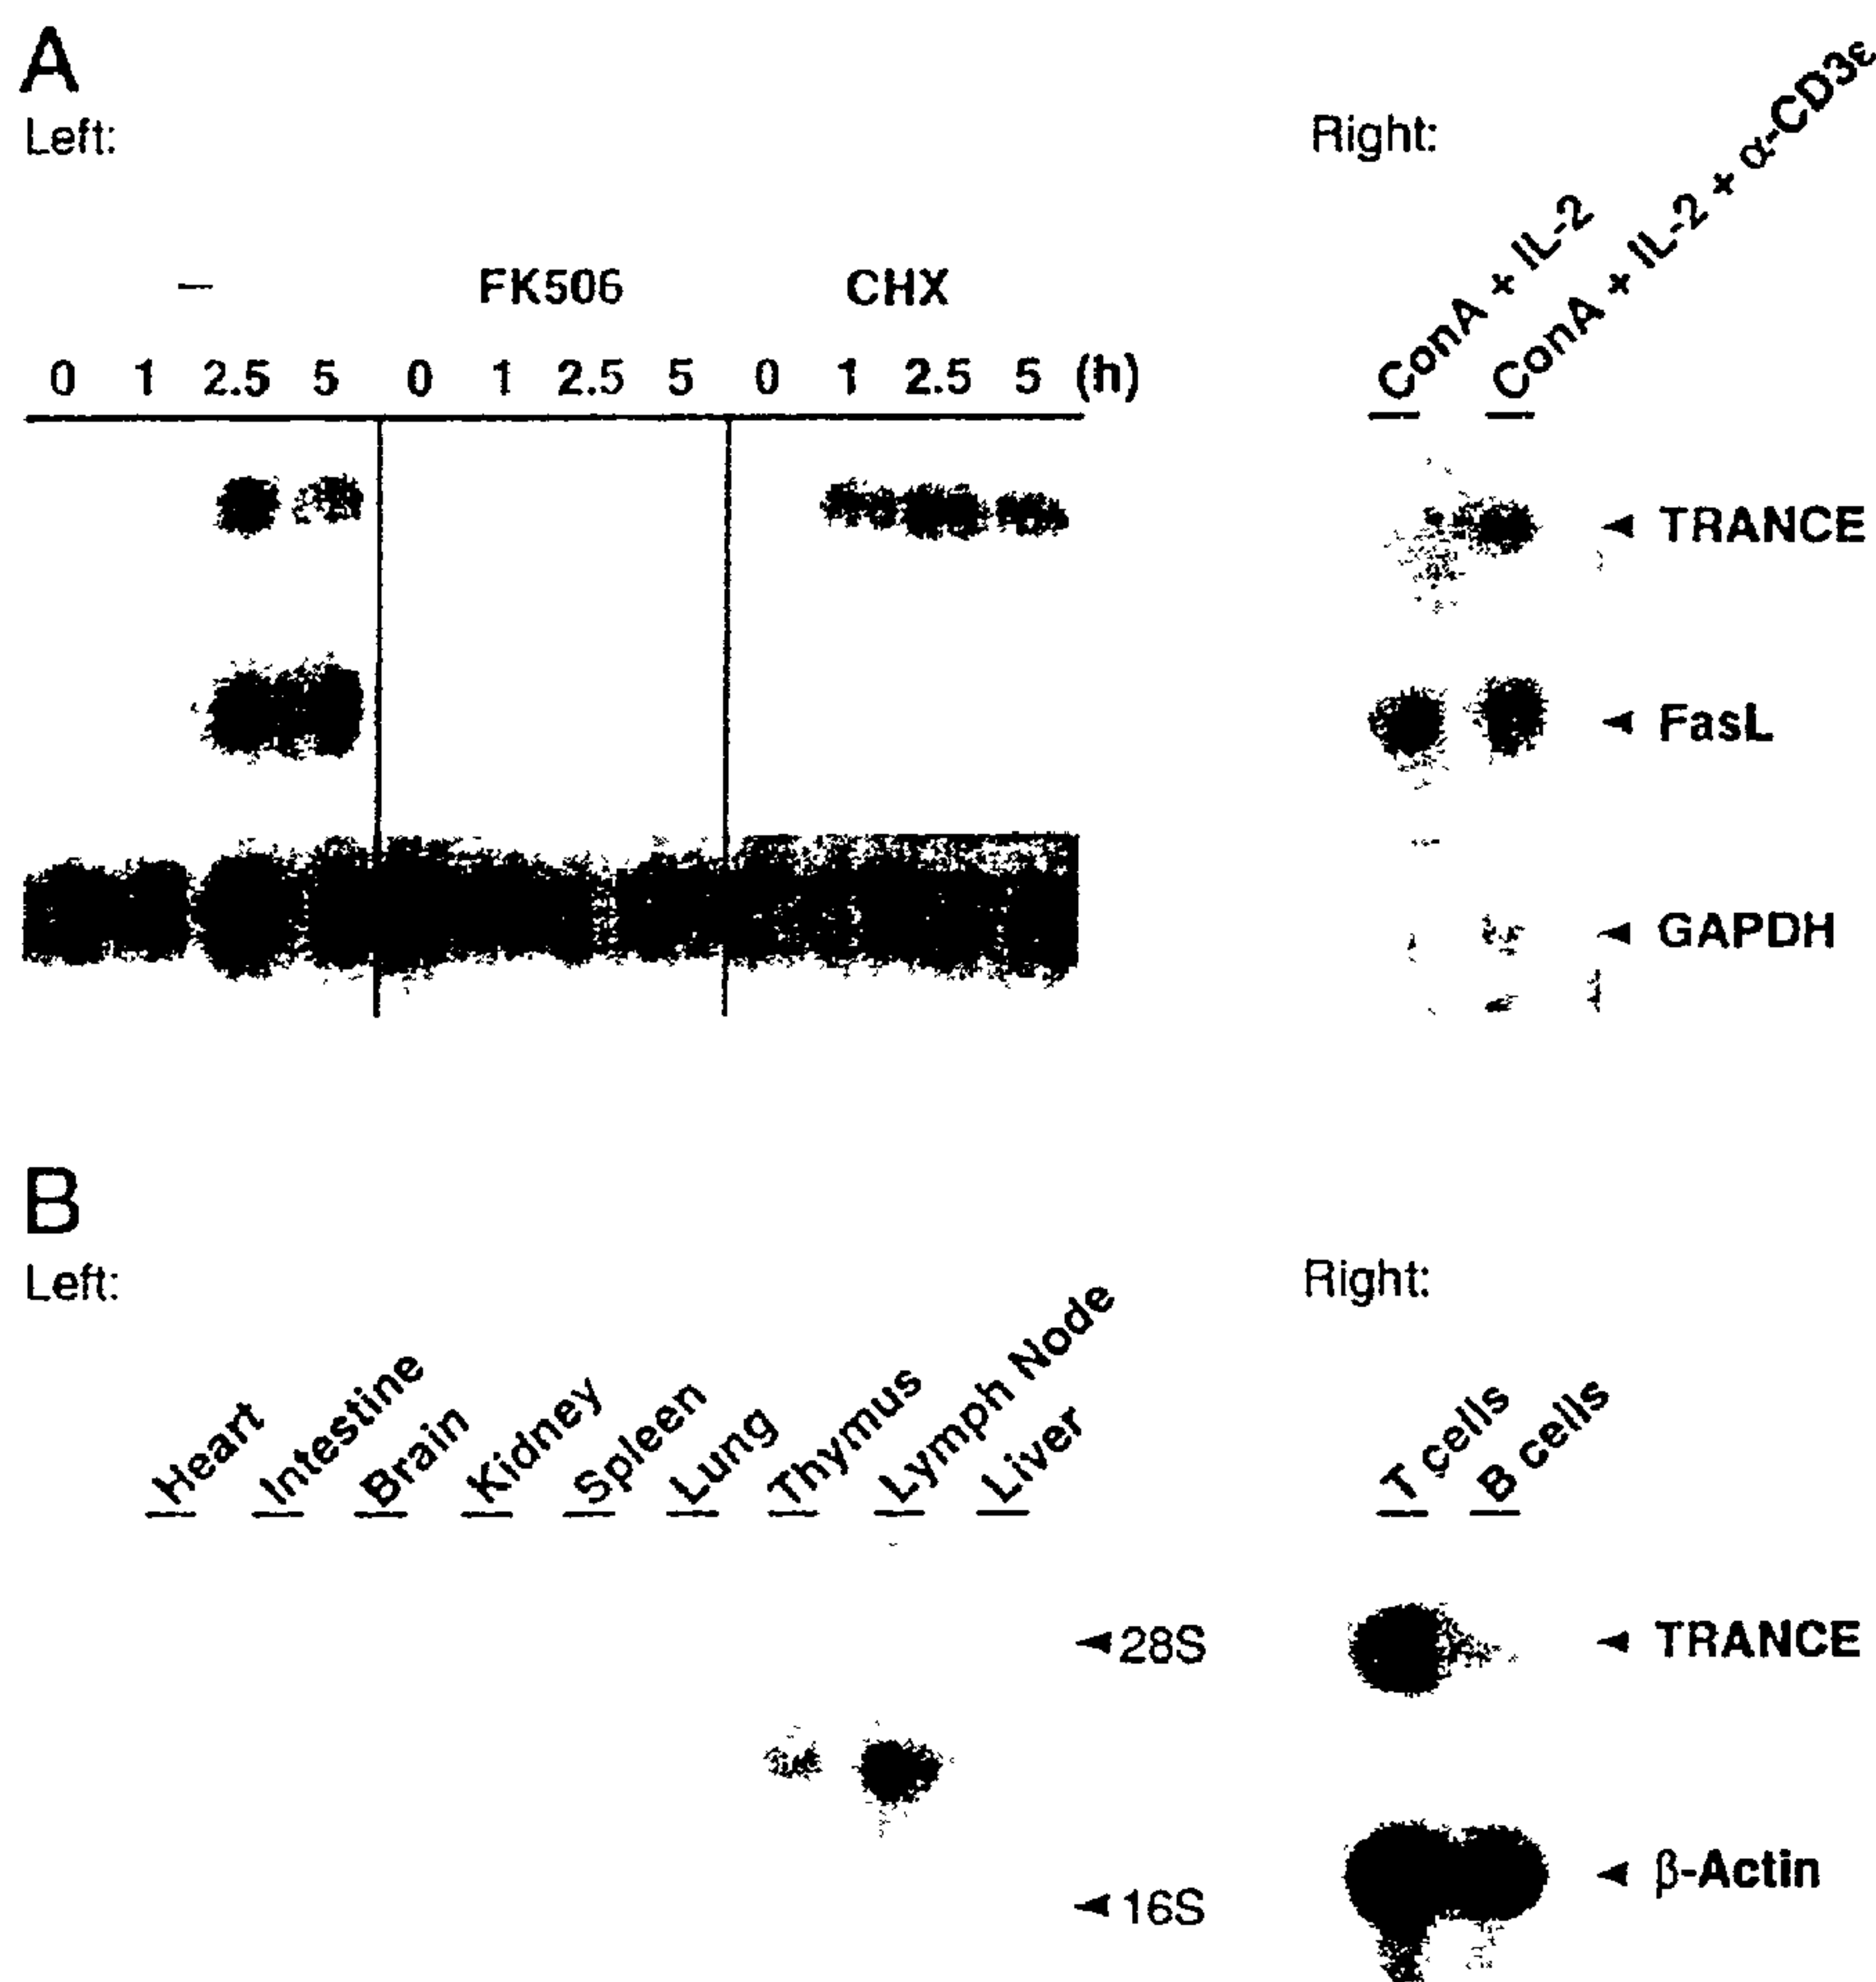 A
Left:
Right:
– FK506 CHX
0 1 2.5 5 0 1 2.5 5 0 1 2.5 5 (h)
ConA + IL-2
ConA + IL-2 + α-CD3ε
TRANCE
FasL
GAPDH
B
Left:
Right:
Heart
Intestine
Brain
Kidney
Spleen
Lung
Thymus
Lymph Node
Liver
T cells
B cells
28S
TRANCE
16S
β-Actin